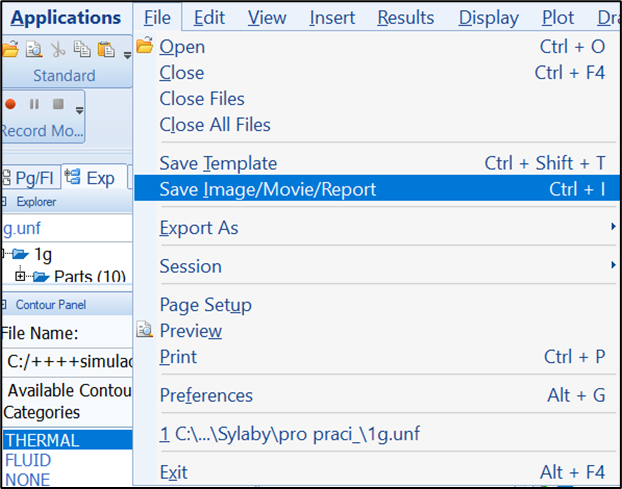 Applications File Edit View Insert Results Display Plot Dra
Open Ctrl + O
Close Ctrl + F4
Close Files
Close All Files
Save Template Ctrl + Shift + T
Save Image/Movie/Report Ctrl + I
Export As
Session
Page Setup
Preview
Print Ctrl + P
Preferences Alt + G
1 C:\...\Sylaby\pro praci_\1g.unf
Exit Alt + F4
Standard
Record Mo...
Pg/Fl Exp
Explorer
g.unf
1g
Parts (10)
Contour Panel
File Name:
C:/++++simulac
Available Contou
Categories
THERMAL
FLUID
NONE